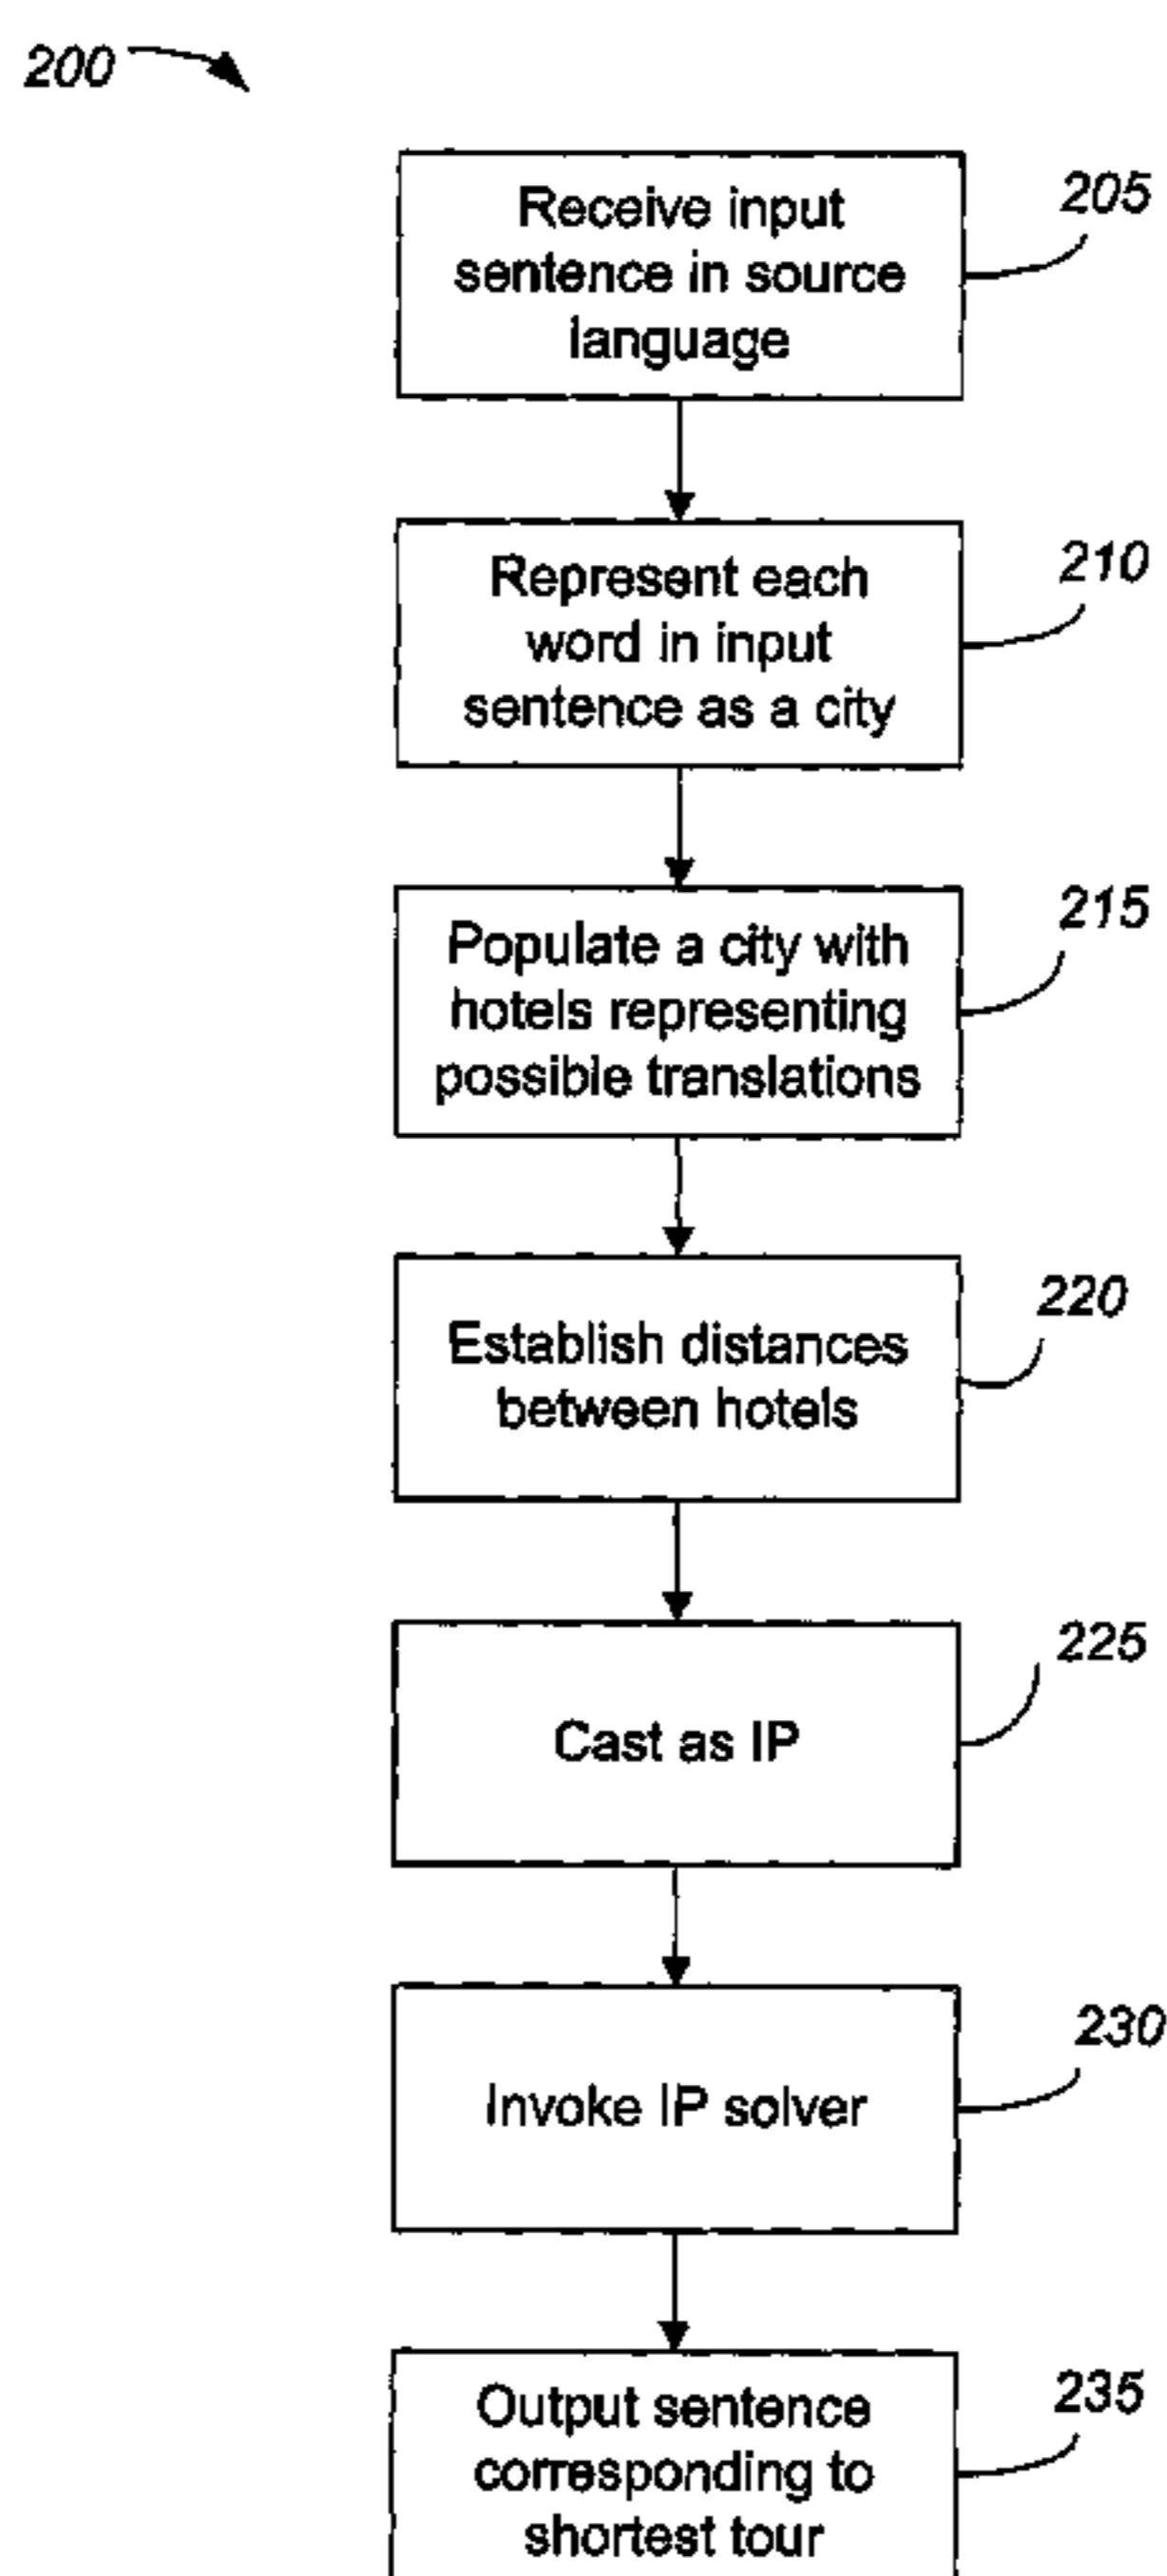 200
Receive input
sentence in source
language
205
Represent each
word in input
sentence as a city
210
Populate a city with
hotels representing
possible translations
215
Establish distances
between hotels
220
Cast as IP
225
Invoke IP solver
230
Output sentence
corresponding to
shortest tour
235